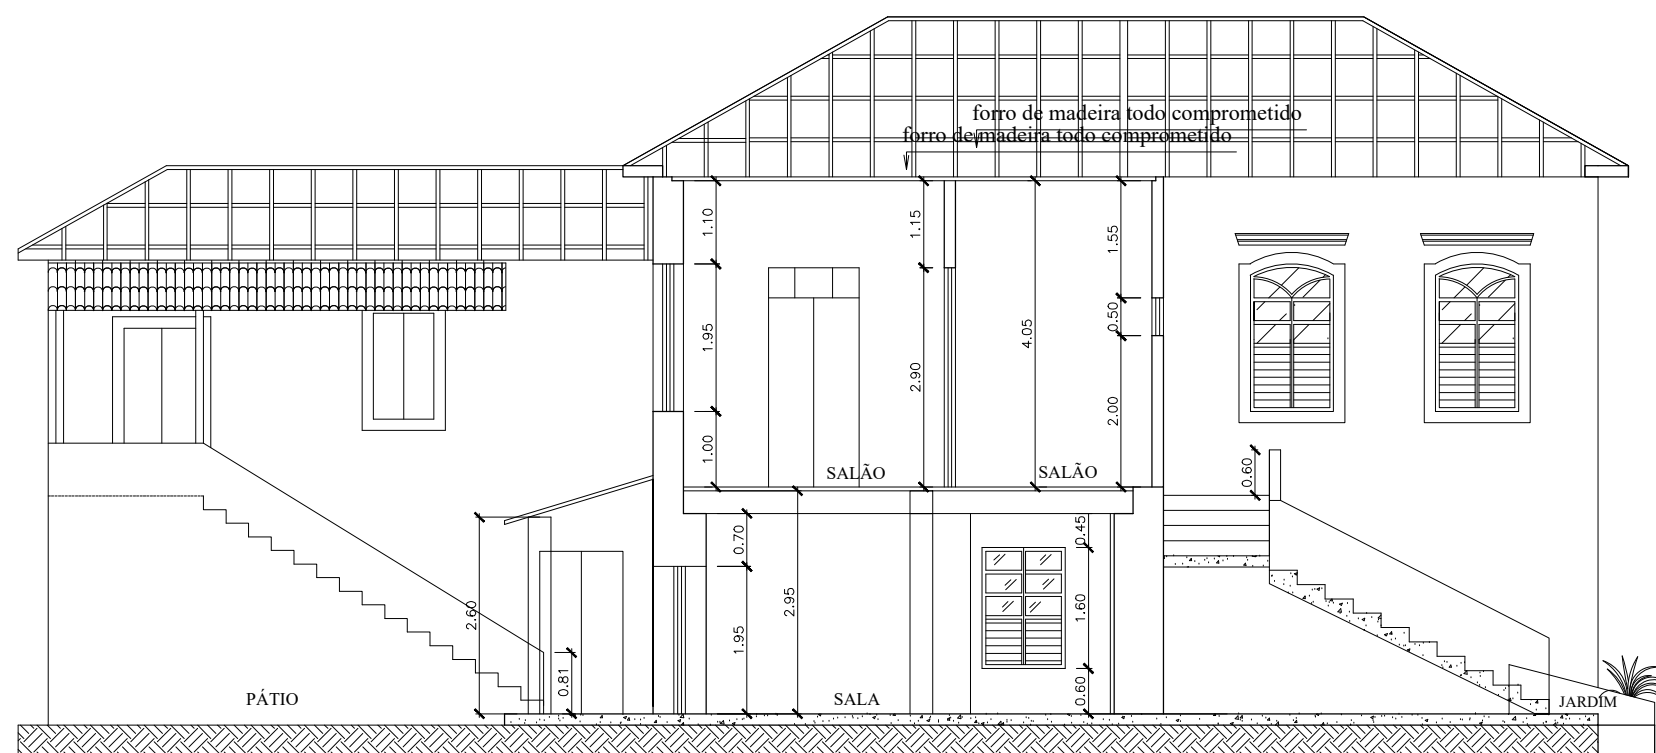 forro de madeira todo comprometido
forro de madeira todo comprometido
1.10
1.15
1.55
0.50
1.95
4.05
2.90
2.00
1.00
SALÃO
SALÃO
0.60
0.70
0.45
2.60
2.95
1.60
1.95
0.81
0.60
PÁTIO
SALA
JARDIM